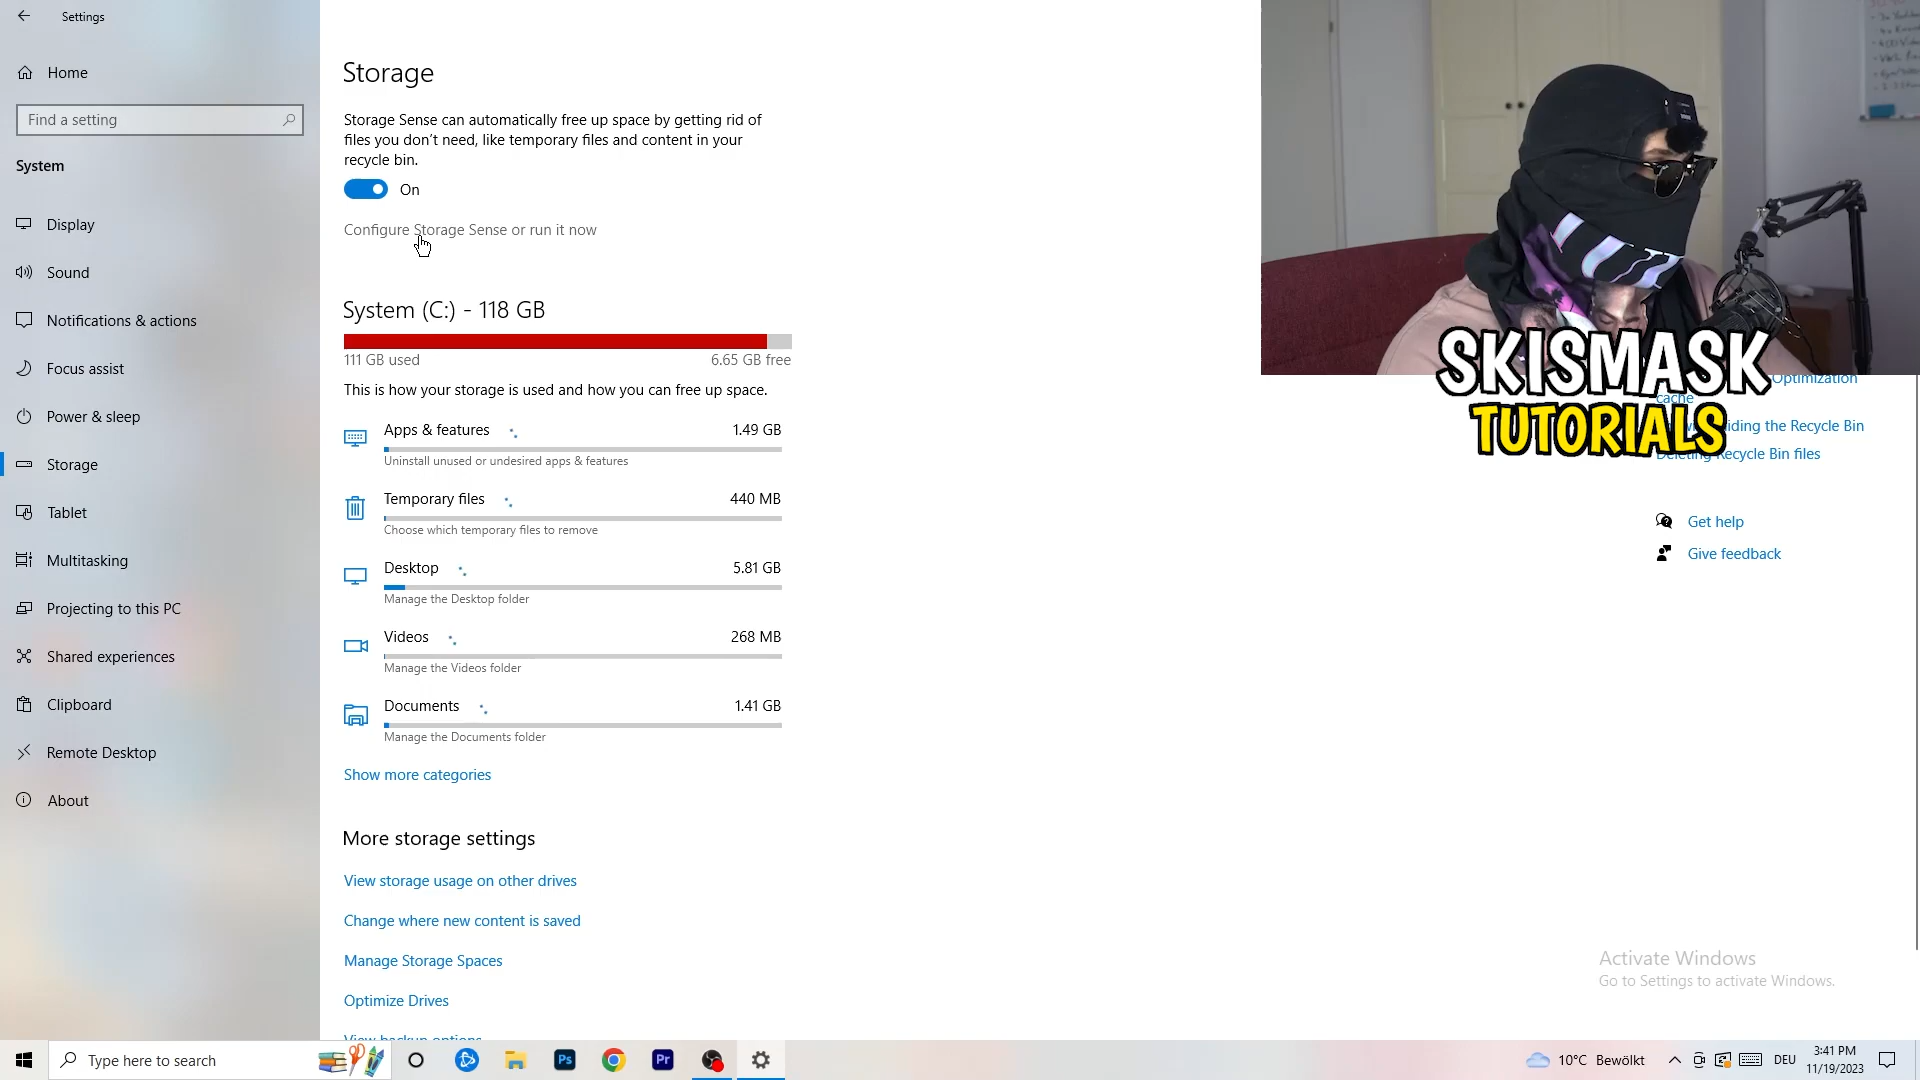 Settings
Home
Find a setting
System
Display
Sound
Notifications & actions
Focus assist
Power & sleep
Storage
Tablet
Multitasking
Projecting to this PC
Shared experiences
Clipboard
Remote Desktop
About
Storage
Storage Sense can automatically free up space by getting rid of
files you don't need, like temporary files and content in your
recycle bin.
On
Configure Storage Sense or run it now
System (C:) - 118 GB
111 GB used
6.65 GB free
This is how your storage is used and how you can free up space.
Apps & features
1.49 GB
Uninstall unused or undesired apps & features
Temporary files
440 MB
Choose which temporary files to remove
Desktop
5.81 GB
Manage the Desktop folder
Videos
268 MB
Manage the Videos folder
Documents
1.41 GB
Manage the Documents folder
Show more categories
More storage settings
View storage usage on other drives
Change where new content is saved
Manage Storage Spaces
Optimize Drives
View backup options
SKISMASK
TUTORIALS
Optimization
cache
the Recycle Bin
Recycle Bin files
Get help
Give feedback
Activate Windows
Go to Settings to activate Windows.
Type here to search
Ps
Pr
10°C Bewölkt
DEU
3:41 PM
11/19/2023